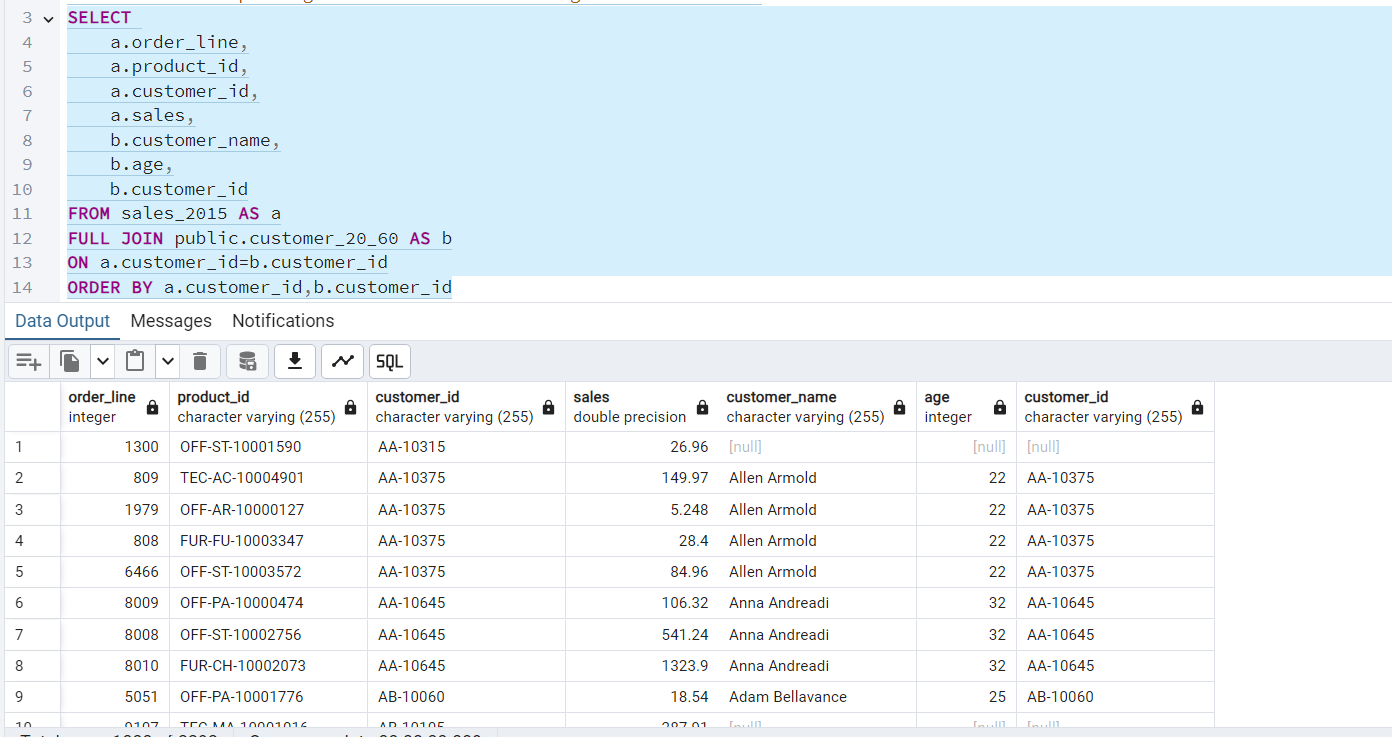 3 SELECT
4 a.order_line,
5 a.product_id,
6 a.customer_id,
7 a.sales,
8 b.customer_name,
9 b.age,
10 b.customer_id
11 FROM sales_2015 AS a
12 FULL JOIN public.customer_20_60 AS b
13 ON a.customer_id=b.customer_id
14 ORDER BY a.customer_id,b.customer_id
Data Output Messages Notifications
SQL
order_line product_id customer_id sales customer_name age customer_id
integer character varying (255) character varying (255) double precision character varying (255) integer character varying (255)
1 1300 OFF-ST-10001590 AA-10315 26.96 [null] [null] [null]
2 809 TEC-AC-10004901 AA-10375 149.97 Allen Armold 22 AA-10375
3 1979 OFF-AR-10000127 AA-10375 5.248 Allen Armold 22 AA-10375
4 808 FUR-FU-10003347 AA-10375 28.4 Allen Armold 22 AA-10375
5 6466 OFF-ST-10003572 AA-10375 84.96 Allen Armold 22 AA-10375
6 8009 OFF-PA-10000474 AA-10645 106.32 Anna Andreadi 32 AA-10645
7 8008 OFF-ST-10002756 AA-10645 541.24 Anna Andreadi 32 AA-10645
8 8010 FUR-CH-10002073 AA-10645 1323.9 Anna Andreadi 32 AA-10645
9 5051 OFF-PA-10001776 AB-10060 18.54 Adam Bellavance 25 AB-10060
[null] [null] [null]